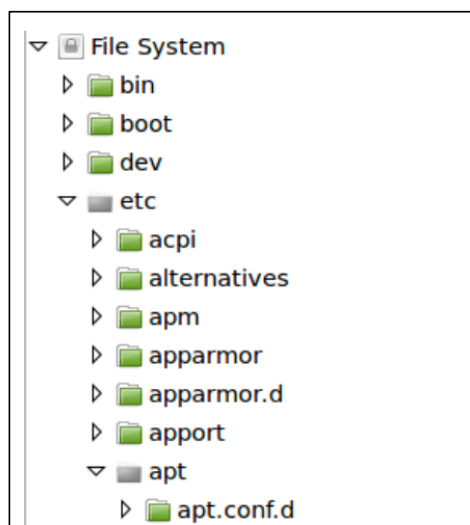 File System
bin
boot
dev
etc
acpi
alternatives
apm
apparmor
apparmor.d
apport
apt
apt.conf.d